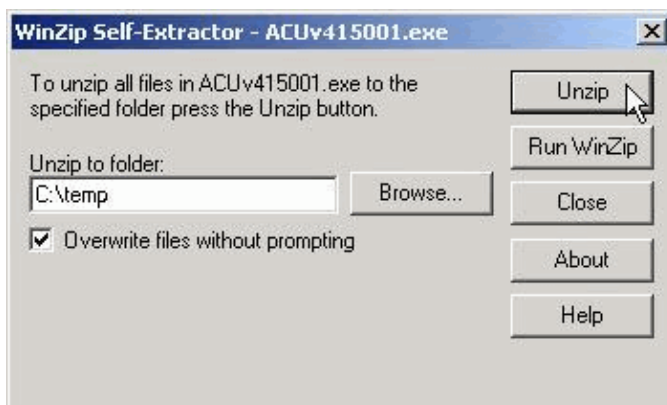 WinZip Self-Extractor - ACUv415001.exe
To unzip all files in ACUv415001.exe to the
specified folder press the Unzip button.
Unzip to folder:
C:\temp
Browse...
Overwrite files without prompting
Unzip
Run WinZip
Close
About
Help